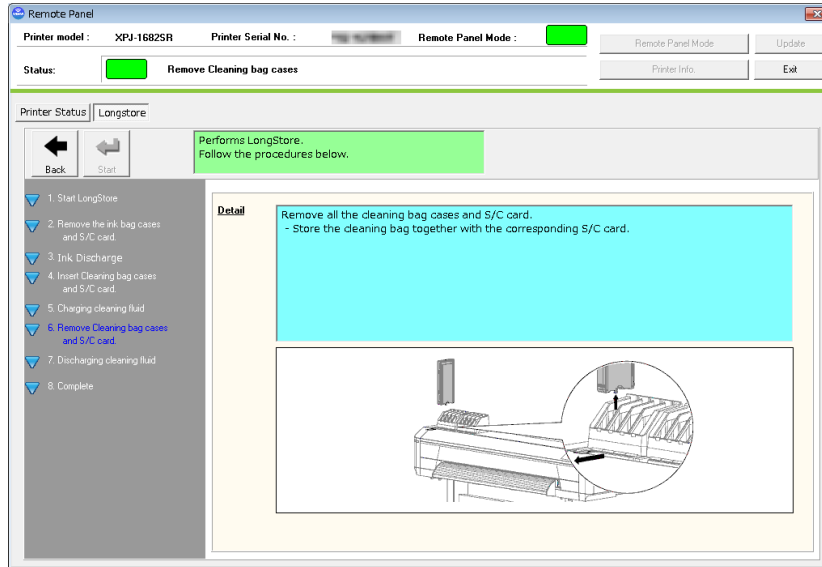 Remote Panel
Printer model : XPJ-1682SR Printer Serial No. : Remote Panel Mode :
Remote Panel Mode Update
Status: Remove Cleaning bag cases
Printer Info. Exit
Printer Status Longstore
Back Start
Performs LongStore.
Follow the procedures below.
1. Start LongStore
2. Remove the ink bag cases
and S/C card.
3. Ink Discharge
4. Insert Cleaning bag cases
and S/C card.
5. Charging cleaning fluid
6. Remove Cleaning bag cases
and S/C card.
7. Discharging cleaning fluid
8. Complete
Detail
Remove all the cleaning bag cases and S/C card.
- Store the cleaning bag together with the corresponding S/C card.